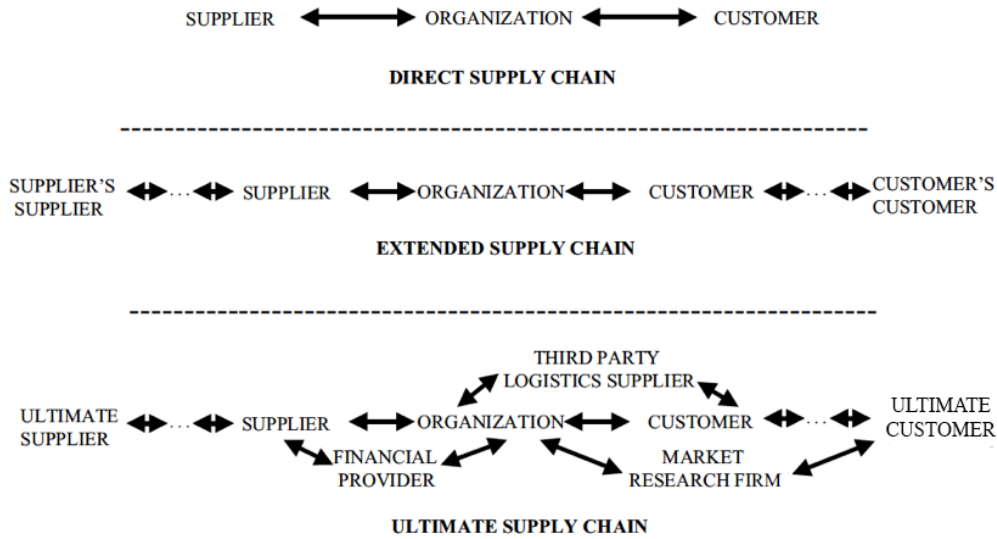 SUPPLIER ORGANIZATION CUSTOMER
DIRECT SUPPLY CHAIN
SUPPLIER'S
SUPPLIER
... SUPPLIER ORGANIZATION CUSTOMER ...
CUSTOMER'S
CUSTOMER
EXTENDED SUPPLY CHAIN
THIRD PARTY
LOGISTICS SUPPLIER
ULTIMATE
SUPPLIER
... SUPPLIER ORGANIZATION CUSTOMER ...
ULTIMATE
CUSTOMER
FINANCIAL
PROVIDER
MARKET
RESEARCH FIRM
ULTIMATE SUPPLY CHAIN